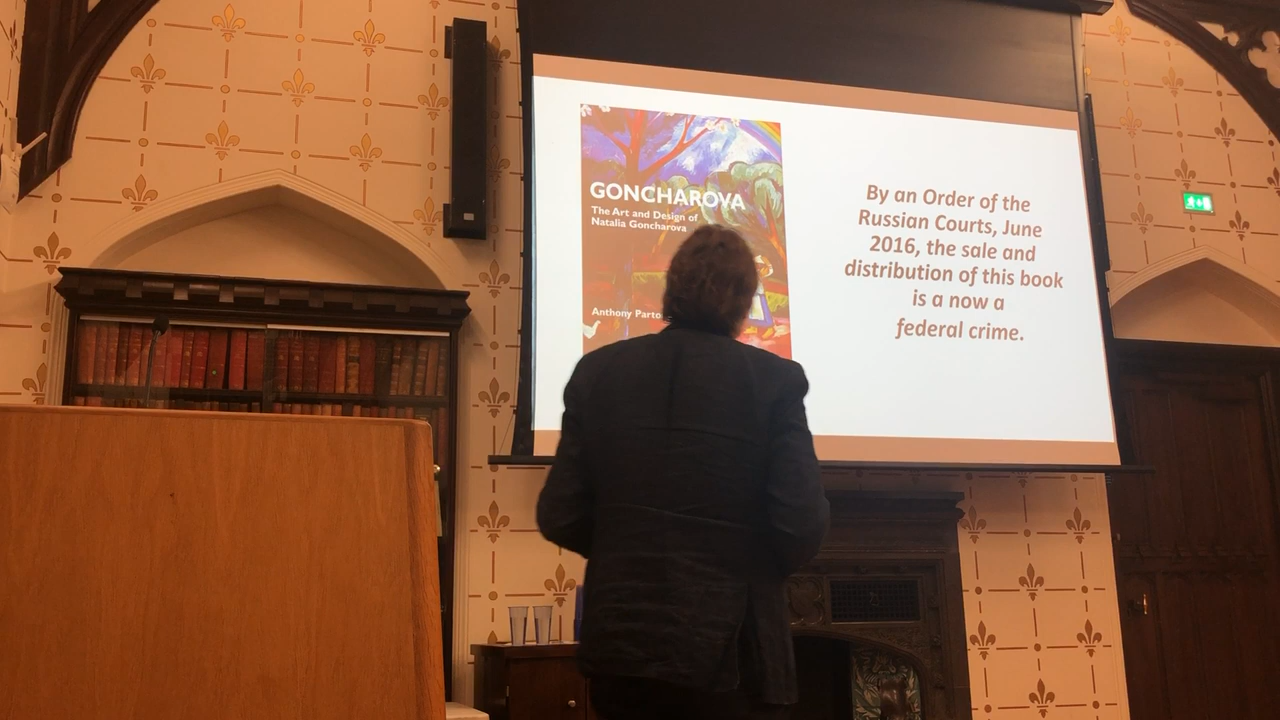 GONCHAROVA
The Art and Design of
Natalia Goncharova
Anthony
By an Order of the
Russian Courts, June
2016, the sale and
distribution of this book
is a now a
federal crime.